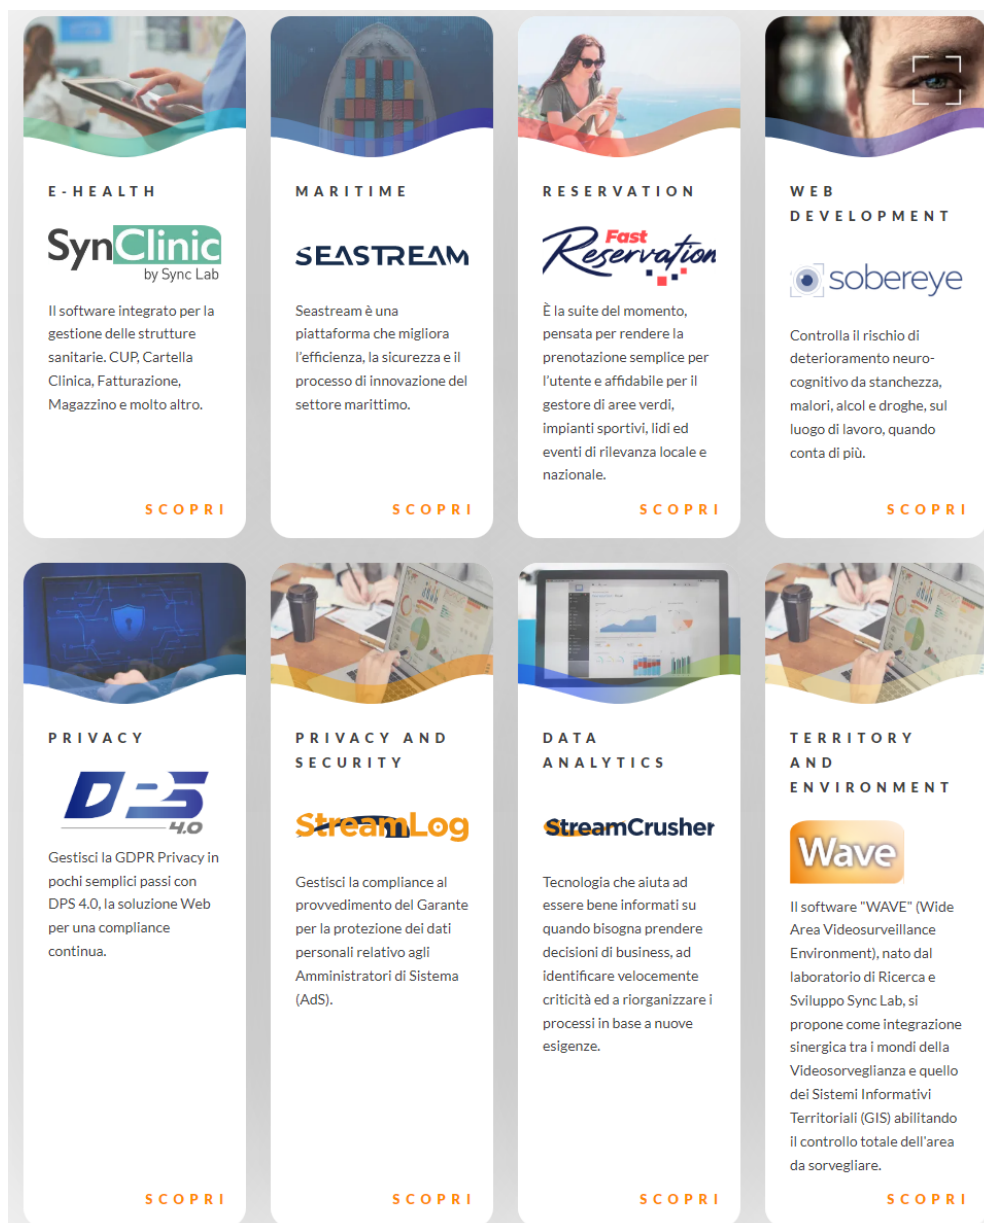 E-HEALTH
SynClinic
by Sync Lab
Il software integrato per la
gestione delle strutture
sanitarie. CUP, Cartella
Clinica, Fatturazione,
Magazzino e molto altro.
SCOPRI
MARITIME
SEASTREAM
Seastream è una
piattaforma che migliora
l'efficienza, la sicurezza e il
processo di innovazione del
settore marittimo.
SCOPRI
RESERVATION
Fast
Reservation
È la suite del momento,
pensata per rendere la
prenotazione semplice per
l'utente e affidabile per il
gestore di aree verdi,
impianti sportivi, lidi ed
eventi di rilevanza locale e
nazionale.
SCOPRI
WEB
DEVELOPMENT
sobereye
Controlla il rischio di
deterioramento neuro-
cognitivo da stanchezza,
malori, alcol e droghe, sul
luogo di lavoro, quando
conta di più.
SCOPRI
PRIVACY
DPS
4.0
Gestisci la GDPR Privacy in
pochi semplici passi con
DPS 4.0, la soluzione Web
per una compliance
continua.
SCOPRI
PRIVACY AND
SECURITY
StreamLog
Gestisci la compliance al
provvedimento del Garante
per la protezione dei dati
personali relativo agli
Amministratori di Sistema
(AdS).
SCOPRI
DATA
ANALYTICS
StreamCrusher
Tecnologia che aiuta ad
essere bene informati su
quando bisogna prendere
decisioni di business, ad
identificare velocemente
criticità ed a riorganizzare i
processi in base a nuove
esigenze.
SCOPRI
TERRITORY
AND
ENVIRONMENT
Wave
Il software "WAVE" (Wide
Area Videosurveillance
Environment), nato dal
laboratorio di Ricerca e
Sviluppo Sync Lab, si
propone come integrazione
sinergica tra i mondi della
Videosorveglianza e quello
dei Sistemi Informativi
Territoriali (GIS) abilitando
il controllo totale dell'area
da sorvegliare.
SCOPRI